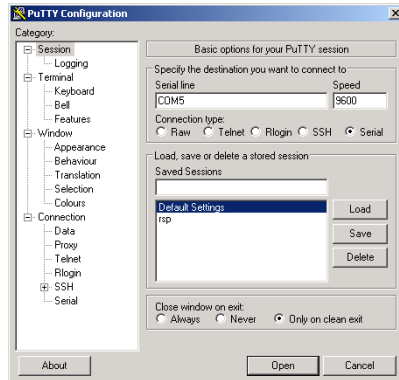 PuTTY Configuration
Category:
Session
Logging
Terminal
Keyboard
Bell
Features
Window
Appearance
Behaviour
Translation
Selection
Colours
Connection
Data
Proxy
Telnet
Rlogin
SSH
Serial
Basic options for your PuTTY session
Specify the destination you want to connect to
Serial line Speed
COM5 9600
Connection type:
Raw Telnet Rlogin SSH Serial
Load, save or delete a stored session
Saved Sessions
Default Settings
rsp
Load
Save
Delete
Close window on exit:
Always Never Only on clean exit
About Open Cancel